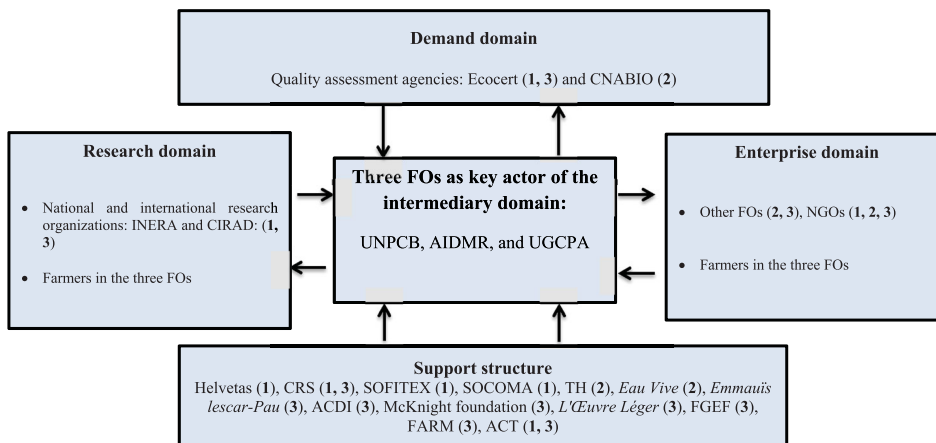 Demand domain
Quality assessment agencies: Ecocert (1, 3) and CNABIO (2)
Research domain
• National and international research
organizations: INERA and CIRAD: (1,
3)
• Farmers in the three FOs
Three FOs as key actor of the
intermediary domain:
UNPCB, AIDMR, and UGCPA
Enterprise domain
• Other FOs (2, 3), NGOs (1, 2, 3)
• Farmers in the three FOs
Support structure
Helvetas (1), CRS (1, 3), SOFITEX (1), SOCOMA (1), TH (2), Eau Vive (2), Emmauïs
lescar-Pau (3), ACDI (3), McKnight foundation (3), L'Œuvre Léger (3), FGEF (3),
FARM (3), ACT (1, 3)